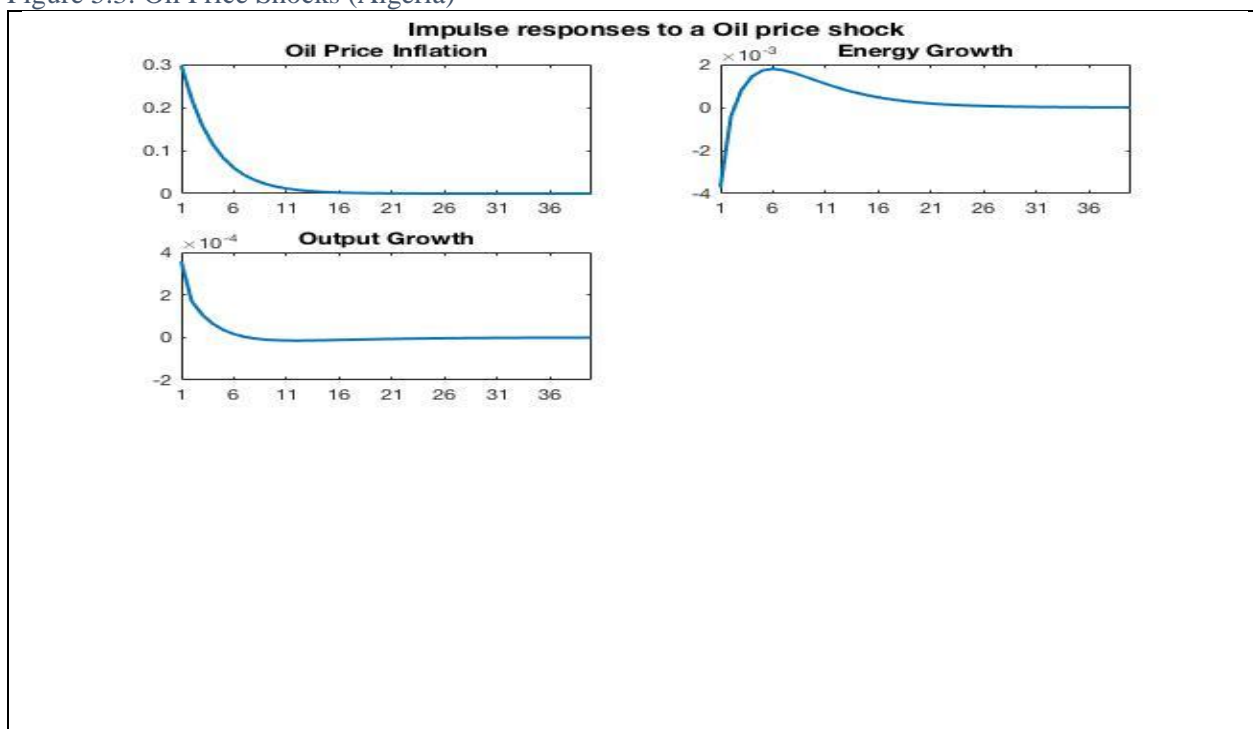 Figure 3.3: Oil Price Shocks (Algeria)
Impulse responses to a Oil price shock
Oil Price Inflation
0.3
0.2
0.1
0
1 6 11 16 21 26 31 36
Energy Growth
×10-3
2
0
-2
-4
1 6 11 16 21 26 31 36
Output Growth
×10-4
4
2
0
-2
1 6 11 16 21 26 31 36